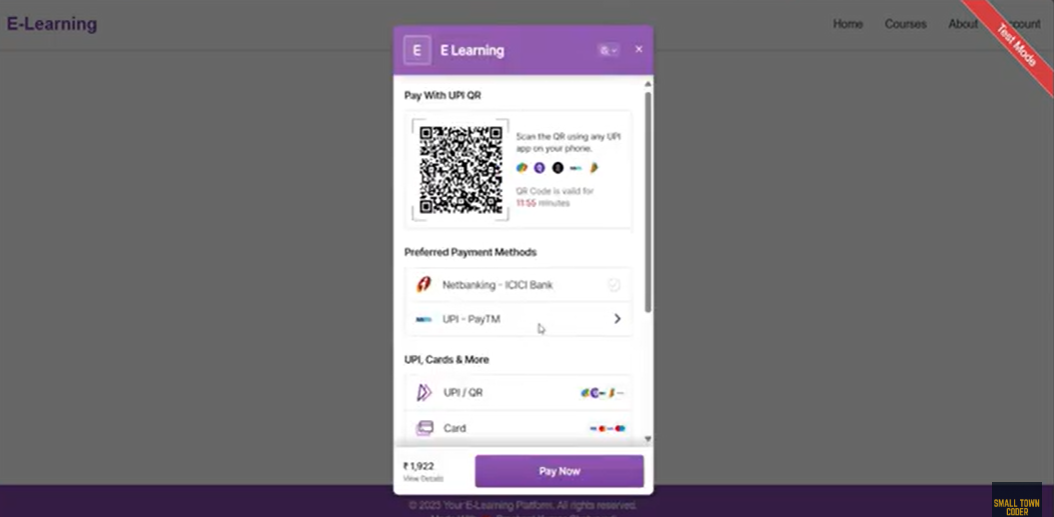 E-Learning
Home Courses About
Test Mode
E
E Learning
Pay With UPI QR
Scan the QR using any UPI
app on your phone.
QR Code is valid for
11:55 minutes
Preferred Payment Methods
Netbanking - ICICI Bank
UPI - PayTM
UPI, Cards & More
UPI / QR
Card
₹ 1,922
View Details
Pay Now
© 2025 Your E-Learning Platform. All rights reserved.
SMALL TOWN
CODER